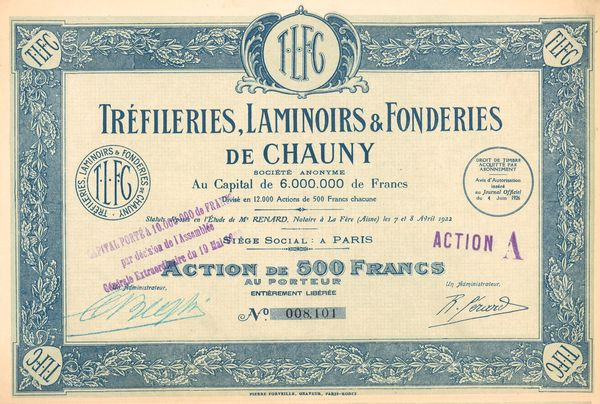 TLFC
TLFC
T·L·F·C
TRÉFILERIES, LAMINOIRS & FONDERIES
DE CHAUNY
SOCIÉTÉ ANONYME
Au Capital de 6.000.000 de Francs
Divisé en 12.000 Actions de 500 Francs chacune
TRÉFILERIES, LAMINOIRS & FONDERIES DE CHAUNY
T·L·FC
DROIT DE TIMBRE
ACQUITTÉ PAR
ABONNEMENT
Avis d'Autorisation
inséré
au Journal Officiel
du 4 Juin 1926
Statuts déposés en l'Étude de Me RENARD, Notaire à La Fère (Aisne) les 7 et 8 Avril 1922
SIÈGE SOCIAL : A PARIS
CAPITAL PORTÉ A 10.000.000 de FRANCS
par décision de l'Assemblée
Générale Extraordinaire du 10 Mai
ACTION A
ACTION DE 500 FRANCS
AU PORTEUR
ENTIÈREMENT LIBÉRÉE
Un Administrateur,
Un Administrateur,
No 008,101
TLFC
TLFC
PIERRE FORVEILLE, GRAVEUR, PARIS-RONCY